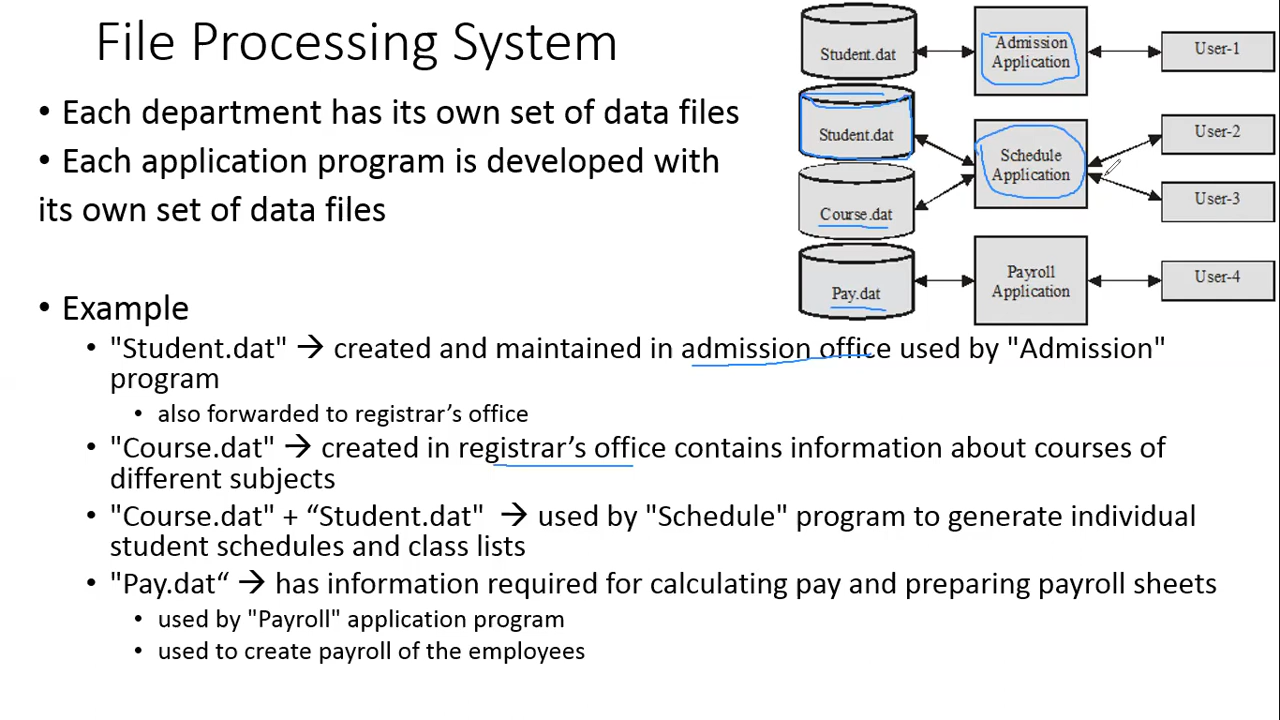 File Processing System
• Each department has its own set of data files
• Each application program is developed with
its own set of data files
• Example
• "Student.dat" → created and maintained in admission office used by "Admission"
program
• also forwarded to registrar’s office
• "Course.dat" → created in registrar’s office contains information about courses of
different subjects
• "Course.dat" + “Student.dat" → used by "Schedule" program to generate individual
student schedules and class lists
• "Pay.dat“ → has information required for calculating pay and preparing payroll sheets
• used by "Payroll" application program
• used to create payroll of the employees
Student.dat
Admission
Application
User-1
Student.dat
Course.dat
Schedule
Application
User-2
User-3
Pay.dat
Payroll
Application
User-4